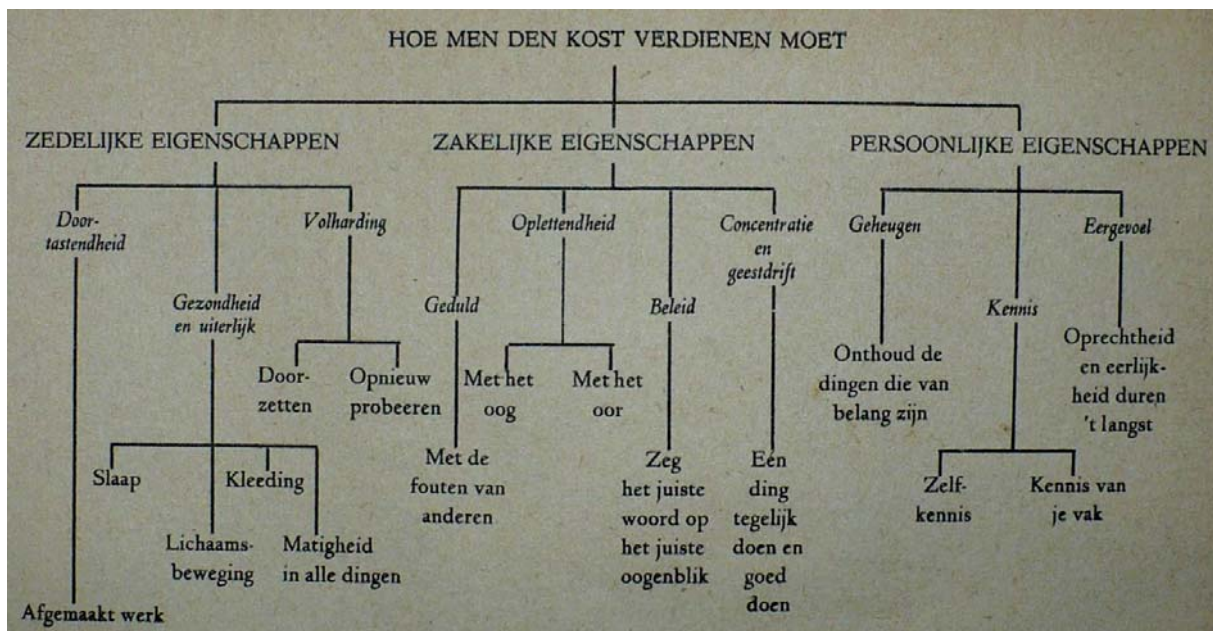 HOE MEN DEN KOST VERDIENEN MOET
ZEDELIJKE EIGENSCHAPPEN
ZAKELIJKE EIGENSCHAPPEN
PERSOONLIJKE EIGENSCHAPPEN
Door-
tastendheid
Volharding
Oplettendheid
Concentratie
en
geestdrift
Geheugen
Eergevoel
Gezondheid
en uiterlijk
Geduld
Beleid
Kennis
Door-
zetten
Opnieuw
probeeren
Met het
oog
Met het
oor
Onthoud de
dingen die van
belang zijn
Oprechtheid
en eerlijk-
heid duren
't langst
Slaap
Kleeding
Met de
fouten van
anderen
Zeg
het juiste
woord op
het juiste
oogenblik
Eén
ding
tegelijk
doen en
goed
doen
Zelf-
kennis
Kennis van
je vak
Lichaams-
beweging
Matigheid
in alle dingen
Afgemaakt werk